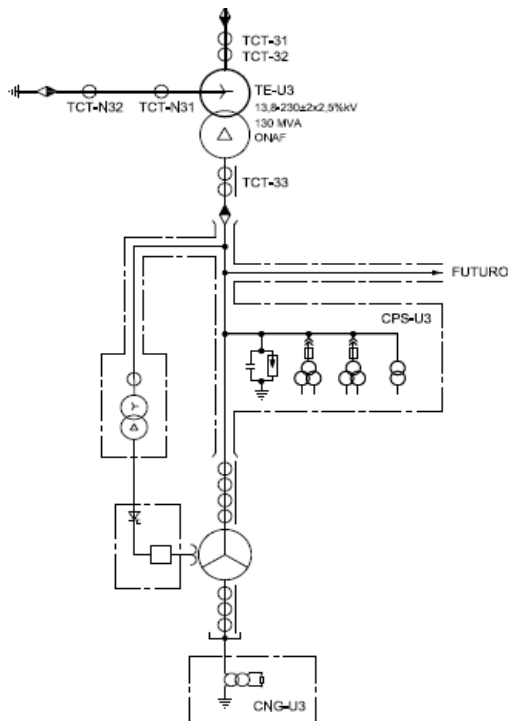 TCT-31
TCT-32
TE-U3
13,8-230±2x2,5%kV
130 MVA
ONAF
TCT-N32
TCT-N31
TCT-33
FUTURO
CPS-U3
CNG-U3